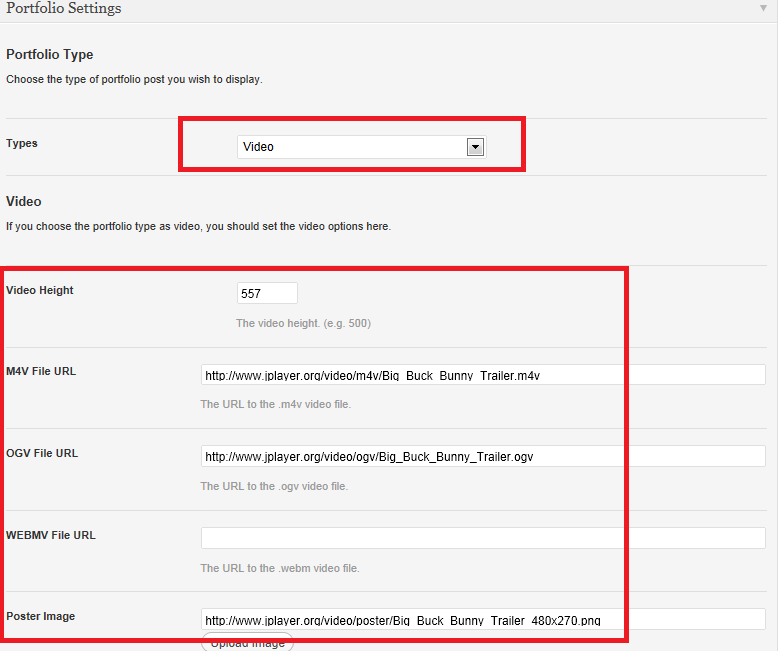 Portfolio Settings
Portfolio Type
Choose the type of portfolio post you wish to display.
Types
Video
Video
If you choose the portfolio type as video, you should set the video options here.
Video Height
557
The video height. (e.g. 500)
M4V File URL
http://www.jplayer.org/video/m4v/Big_Buck_Bunny_Trailer.m4v
The URL to the .m4v video file.
OGV File URL
http://www.jplayer.org/video/ogv/Big_Buck_Bunny_Trailer.ogv
The URL to the .ogv video file.
WEBMV File URL
The URL to the .webm video file.
Poster Image
http://www.jplayer.org/video/poster/Big_Buck_Bunny_Trailer_480x270.png
Upload Image